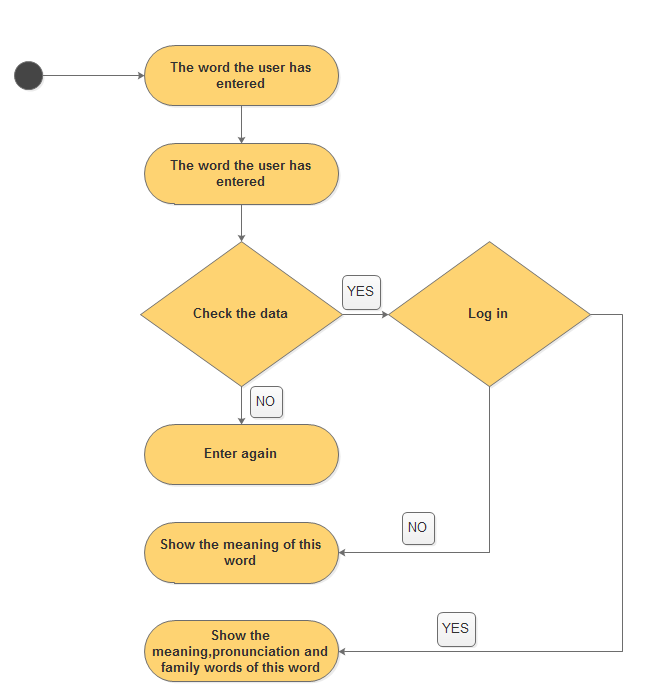 The word the user has
entered
The word the user has
entered
Check the data
YES
Log in
NO
Enter again
NO
Show the meaning of this
word
YES
Show the
meaning,pronunciation and
family words of this word